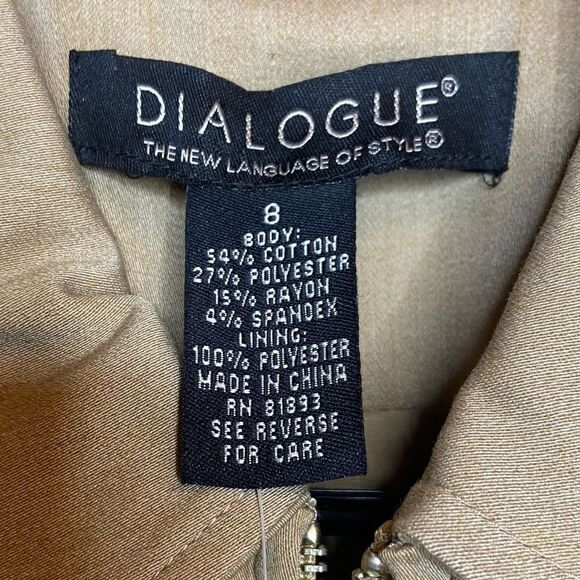 DIALOGUE®
THE NEW LANGUAGE OF STYLE®
8
BODY:
54% COTTON
27% POLYESTER
15% RAYON
4% SPANDEX
LINING:
100% POLYESTER
MADE IN CHINA
RN 81893
SEE REVERSE
FOR CARE